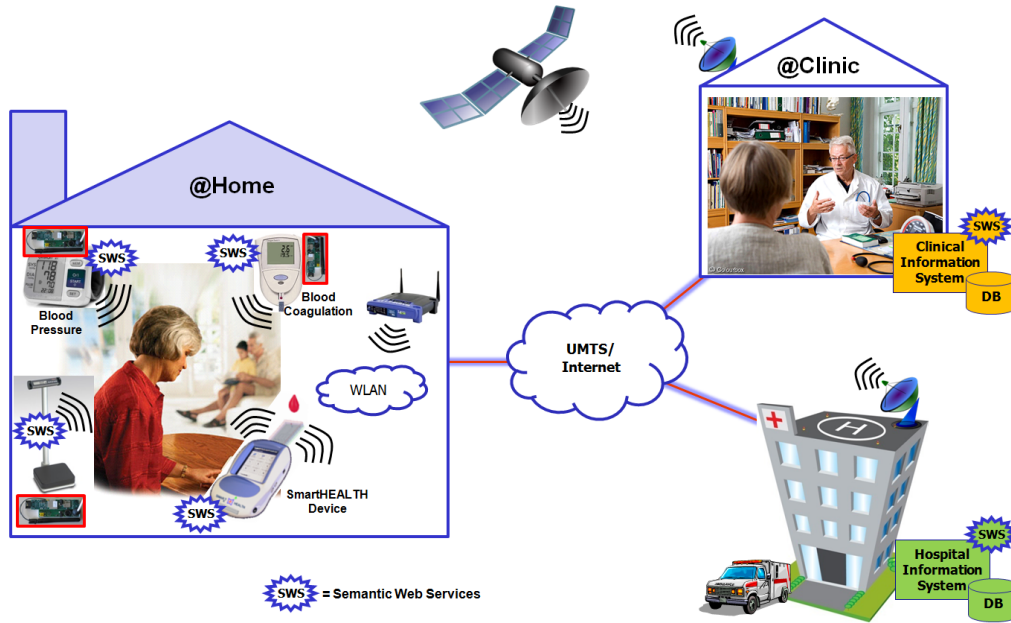 @Clinic
@Home
SWS
SWS
Blood
Pressure
Blood
Coagulation
SWS
Clinical
Information
System
DB
© Colourbox
UMTS/
Internet
WLAN
SWS
SmartHEALTH
Device
SWS
SWS
Hospital
Information
System
DB
H
SWS = Semantic Web Services